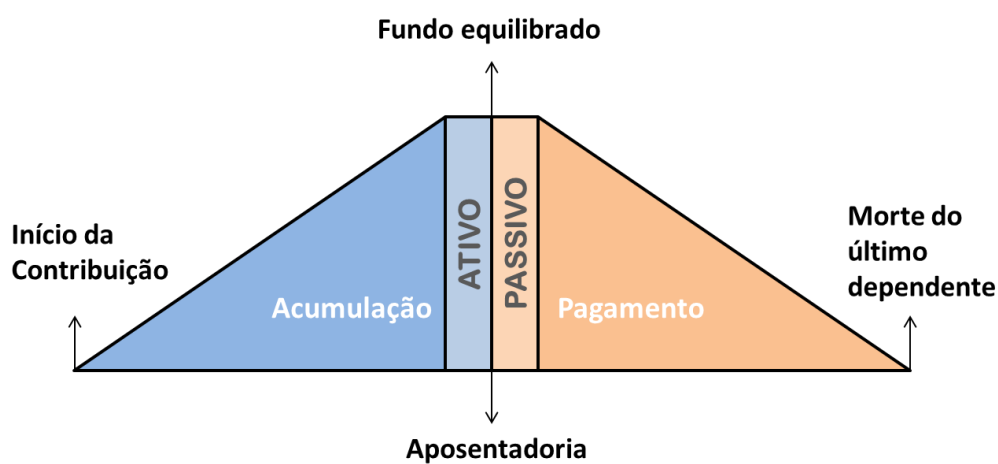 Fundo equilibrado
Início da
Contribuição
Acumulação
ATIVO
PASSIVO
Pagamento
Morte do
último
dependente
Aposentadoria